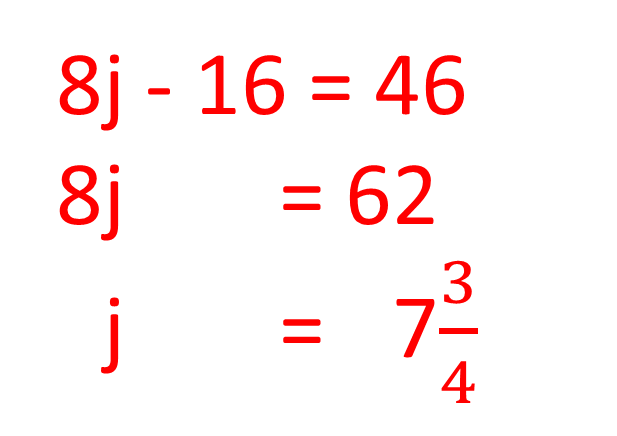 8j - 16 = 46
8j = 62
j = 7 3/4